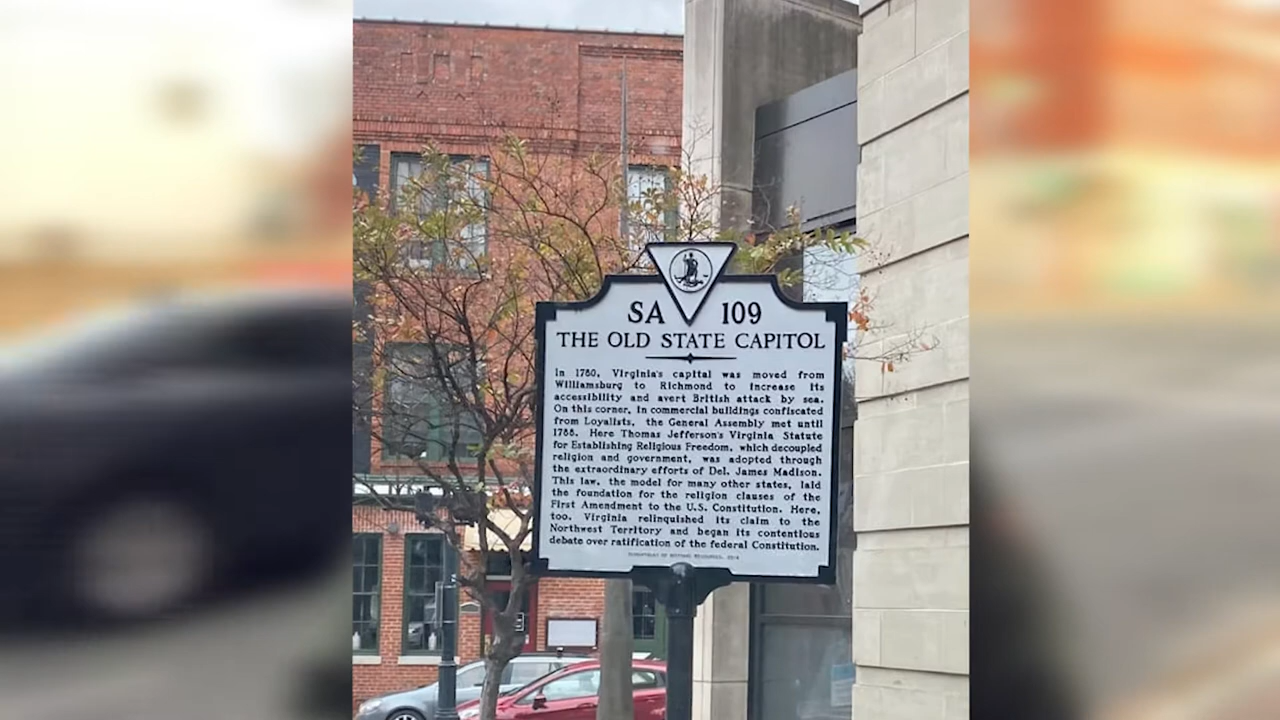 SA 109
THE OLD STATE CAPITOL
In 1780, Virginia's capital was moved from
Williamsburg to Richmond to increase its
accessibility and avert British attack by sea.
On this corner, in commercial buildings confiscated
from Loyalists, the General Assembly met until
1788. Here Thomas Jefferson's Virginia Statute
for Establishing Religious Freedom, which decoupled
religion and government, was adopted through
the extraordinary efforts of Del. James Madison.
This law, the model for many other states, laid
the foundation for the religion clauses of the
First Amendment to the U.S. Constitution. Here,
too, Virginia relinquished its claim to the
Northwest Territory and began its contentious
debate over ratification of the federal Constitution.
DEPARTMENT OF HISTORIC RESOURCES, 2014